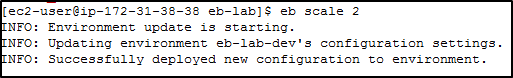 [ec2-user@ip-172-31-38-38 eb-lab]$ eb scale 2
INFO: Environment update is starting.
INFO: Updating environment eb-lab-dev's configuration settings.
INFO: Successfully deployed new configuration to environment.